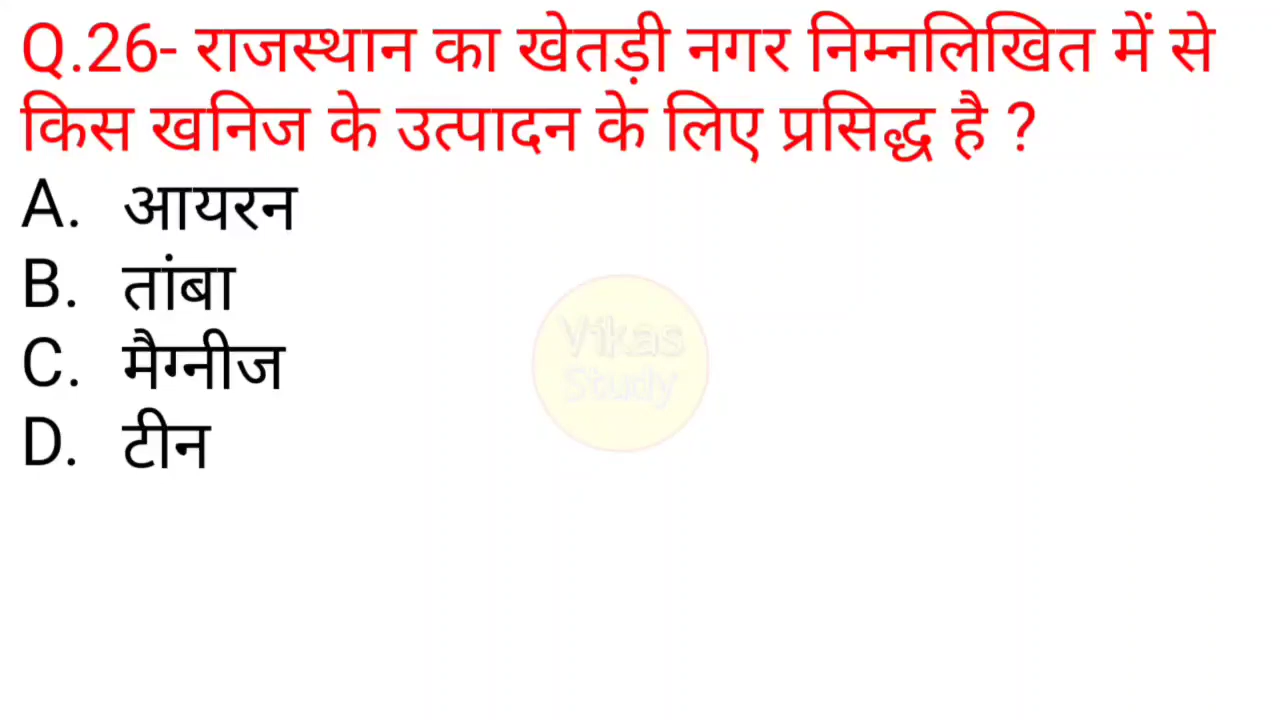 Q.26- राजस्थान का खेतड़ी नगर निम्नलिखित में से
किस खनिज के उत्पादन के लिए प्रसिद्ध है ?
A. आयरन
B. तांबा
C. मैग्नीज
D. टीन
Vikas
Study